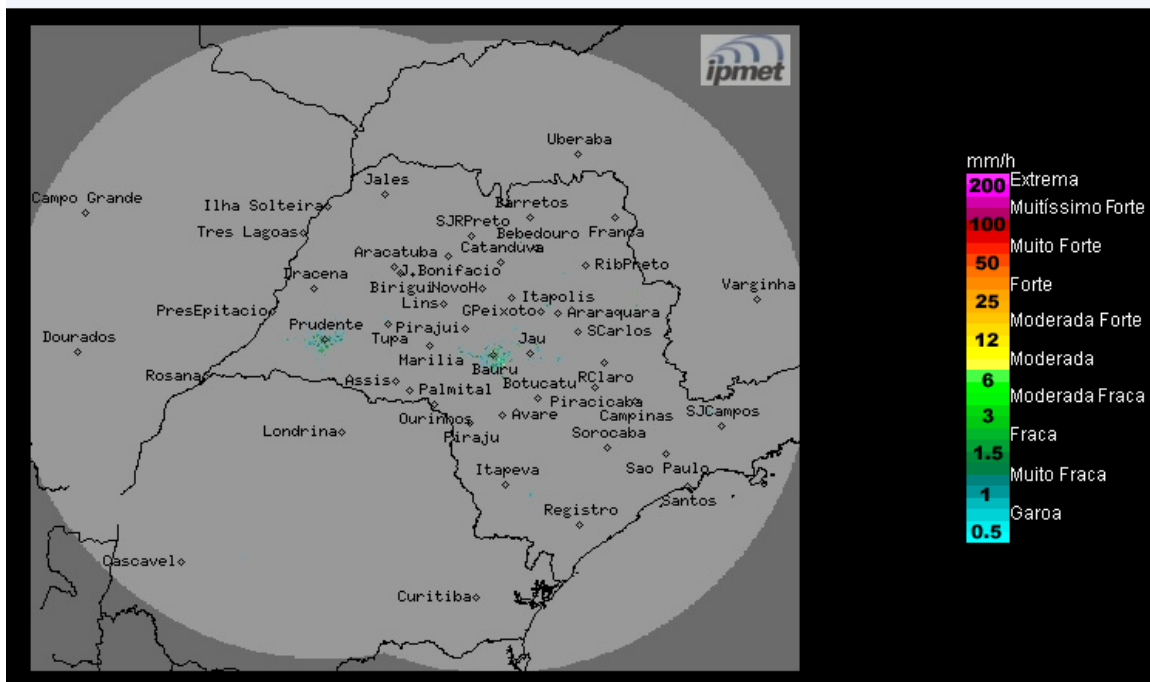 ipmet
Uberaba
Jales
Campo Grande
Ilha Solteira
Barretos
SJRPreto
Tres Lagoas
Bebedouro Franca
Aracatuba
Catanduva
Dracena
J.Bonifacio
RibPreto
Varginha
BiriguiNovoH
Itapolis
Lins
PresEpitacio
GPeixoto
Araraquara
Prudente
Pirajui
SCarlos
Dourados
Tupa
Jau
Marilia
Bauru
Rosana
Assis
RClaro
Botucatu
Palmital
Piracicaba
Ourinhos
Avare
Campinas
SJCampos
Londrina
Piraju
Sorocaba
Itapeva
Sao Paulo
Santos
Registro
Cascavel
Curitiba
mm/h
200 Extrema
Muitíssimo Forte
100
Muito Forte
50
Forte
25
Moderada Forte
12
Moderada
6
Moderada Fraca
3
Fraca
1.5
Muito Fraca
1
Garoa
0.5